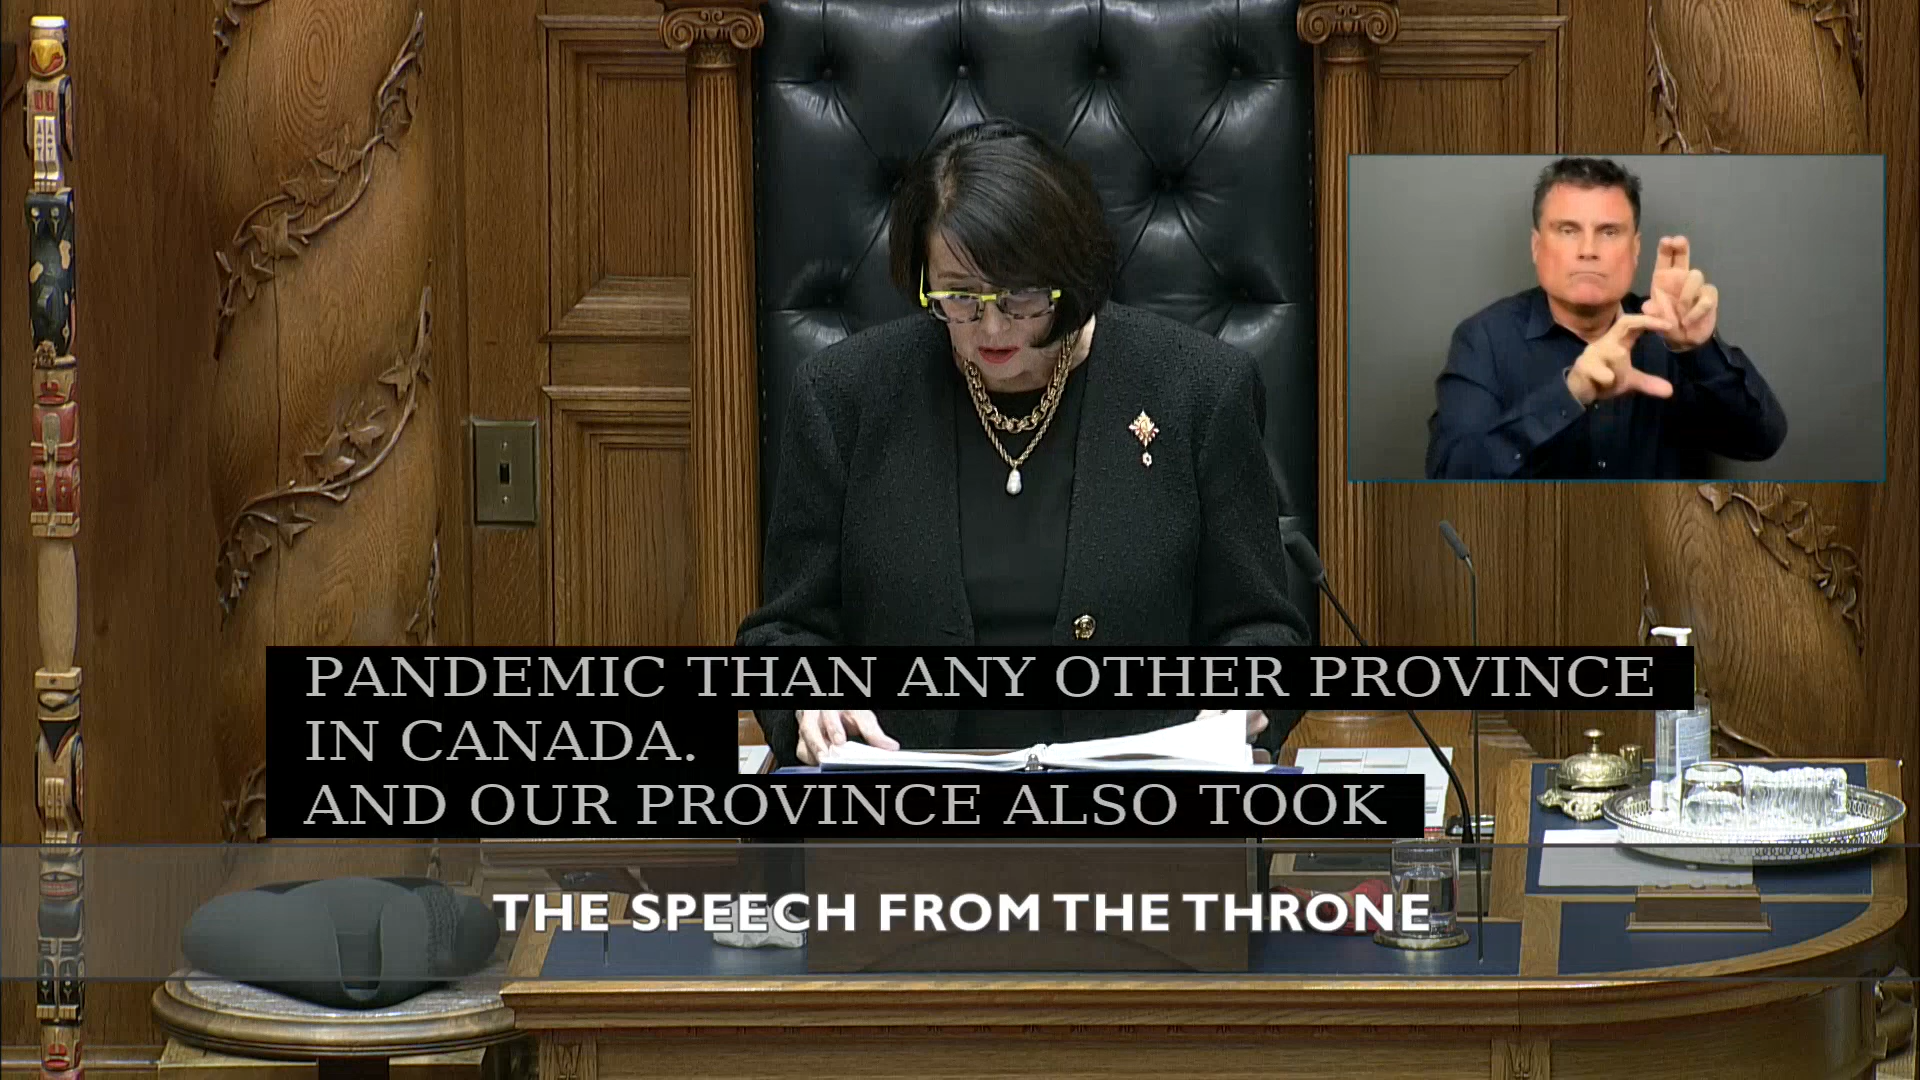 PANDEMIC THAN ANY OTHER PROVINCE
IN CANADA.
AND OUR PROVINCE ALSO TOOK
THE SPEECH FROM THE THRONE